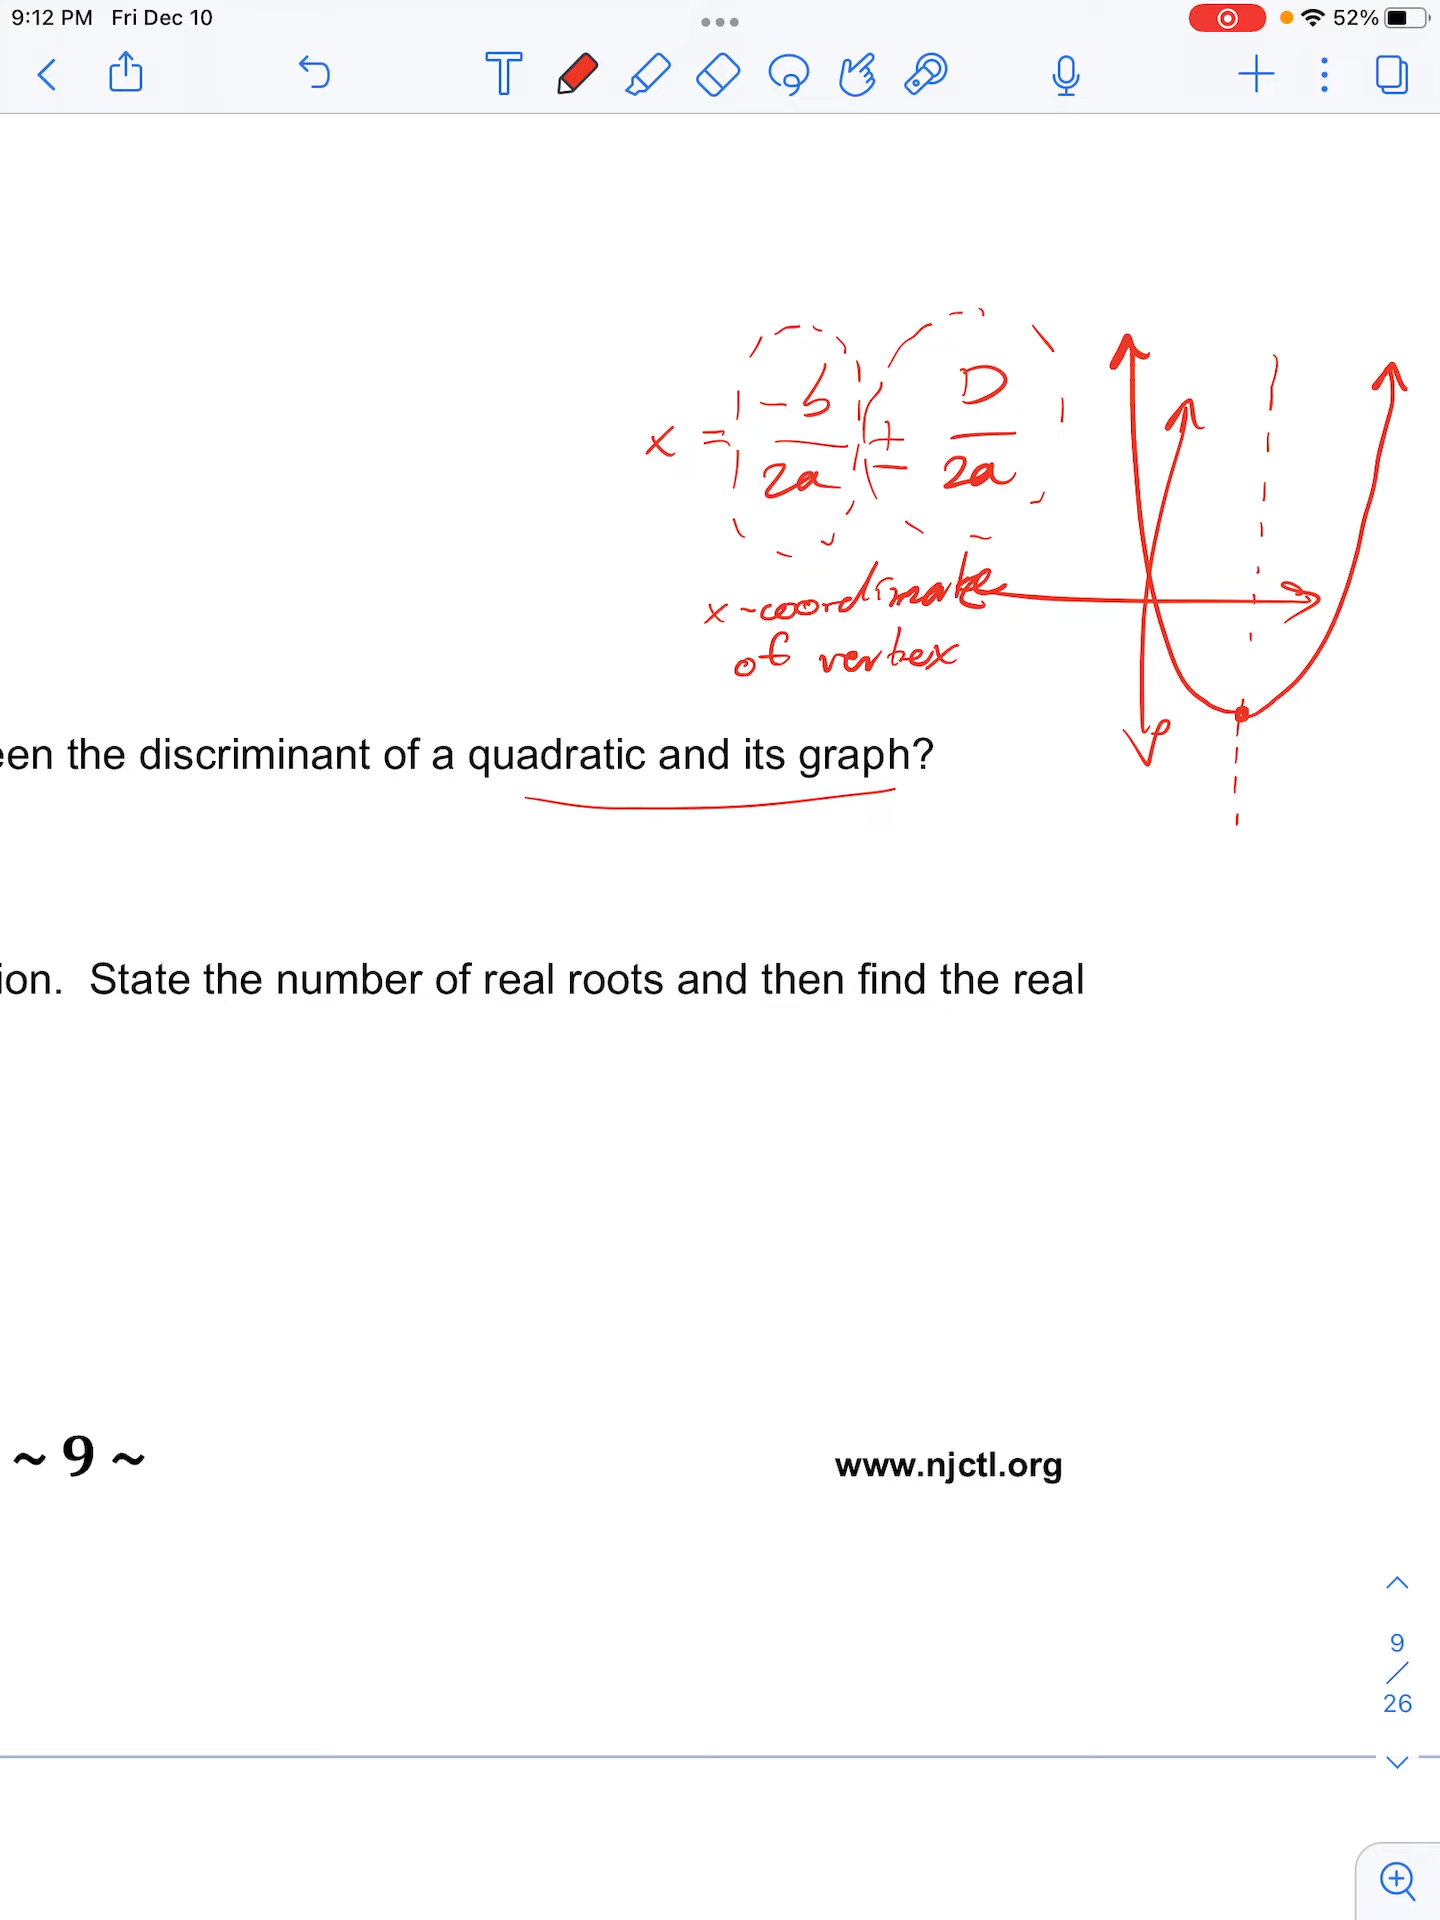 9:12 PM Fri Dec 10
52%
T
x = -b/2a ± D/2a
x-coordinate
of vertex
een the discriminant of a quadratic and its graph?
ion. State the number of real roots and then find the real
~ 9 ~
www.njctl.org
9
/
26